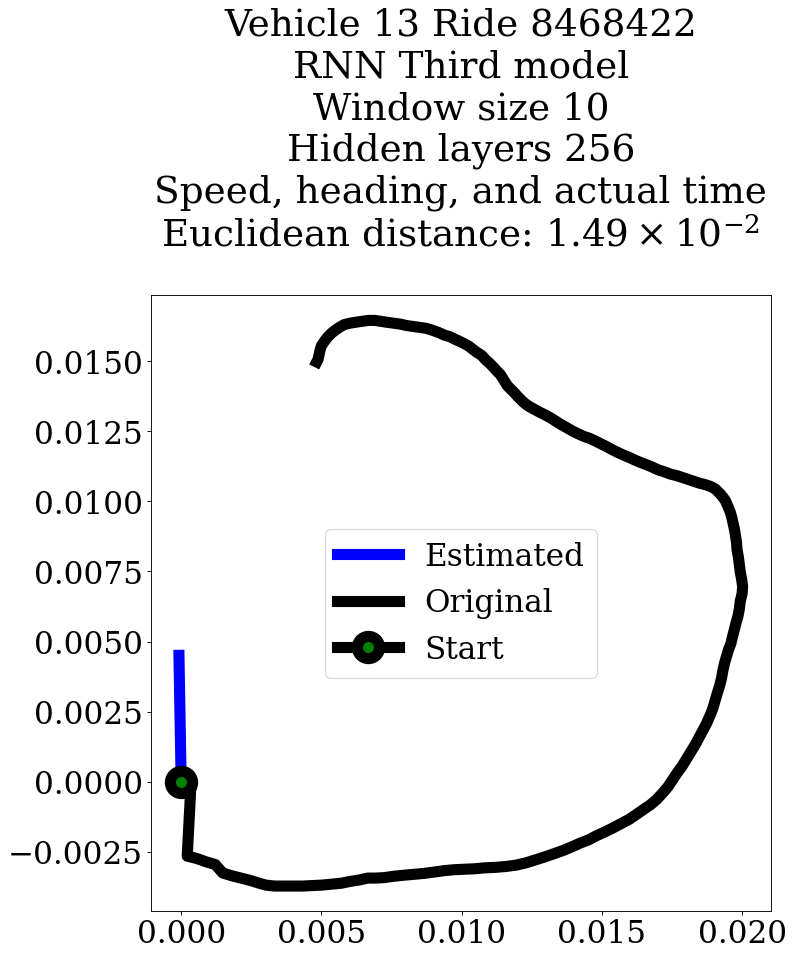 Vehicle 13 Ride 8468422
RNN Third model
Window size 10
Hidden layers 256
Speed, heading, and actual time
Euclidean distance: 1.49 × 10⁻²
0.0150
0.0125
0.0100
0.0075
0.0050
0.0025
0.0000
−0.0025
Estimated
Original
Start
0.000 0.005 0.010 0.015 0.020